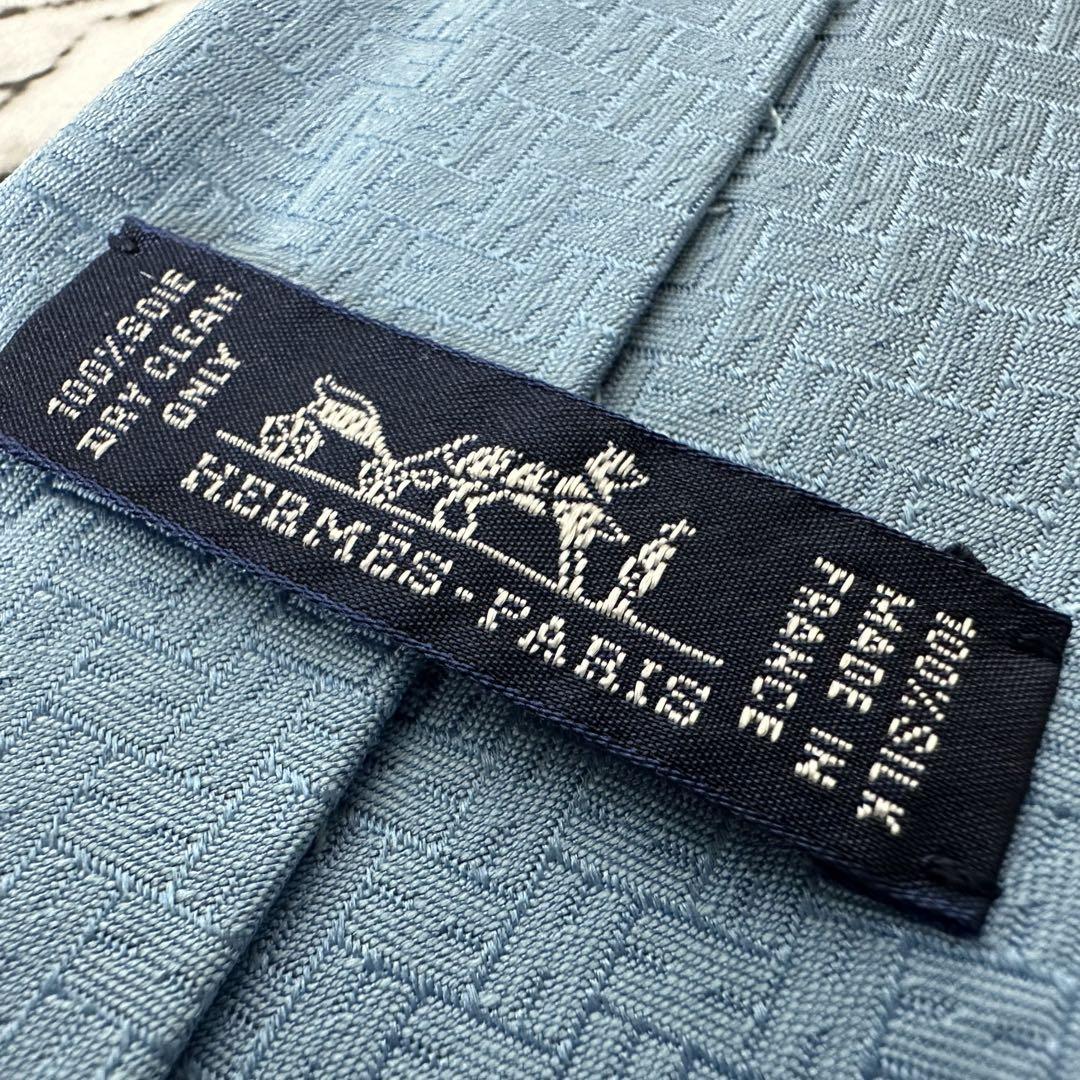 100%SOIE
DRY CLEAN
ONLY
HERMÈS-PARIS
100%SILK
MADE IN
FRANCE